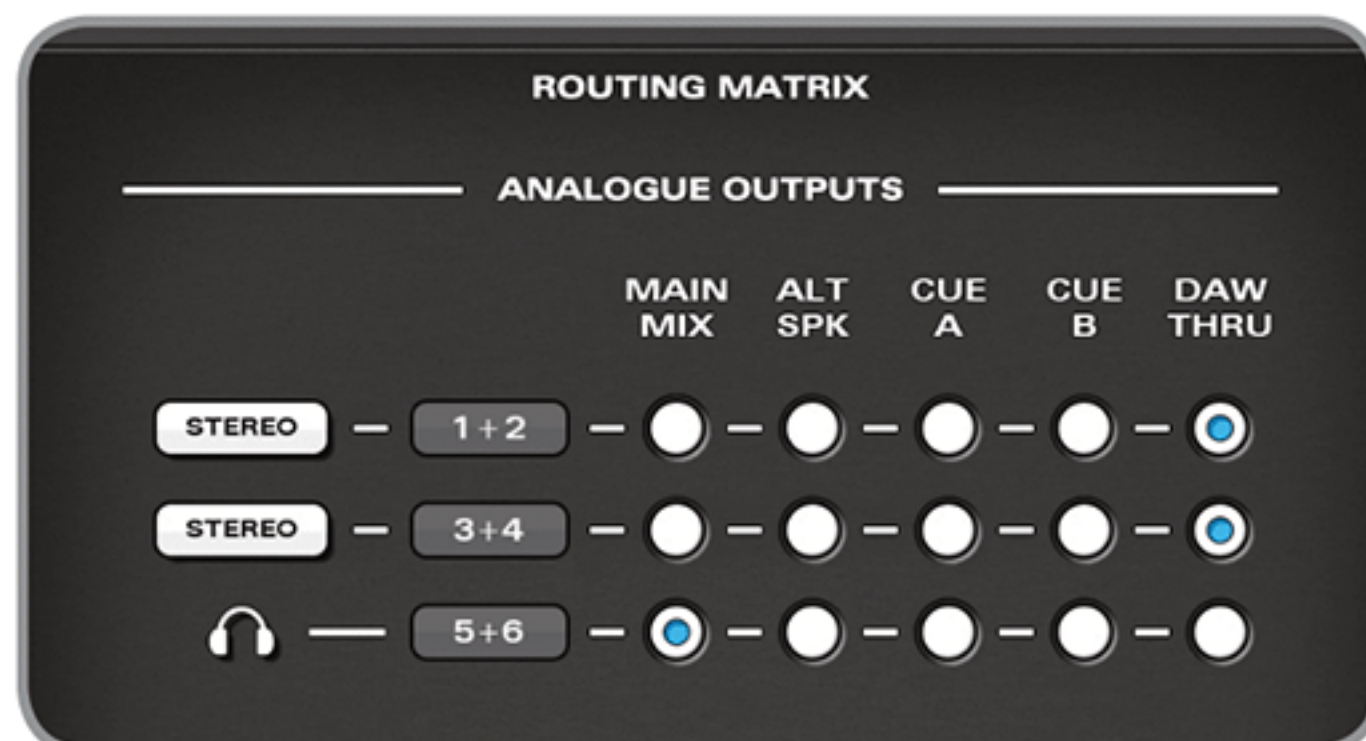 ROUTING MATRIX
ANALOGUE OUTPUTS
MAIN MIX ALT SPK CUE A CUE B DAW THRU
STEREO 1+2
STEREO 3+4
5+6